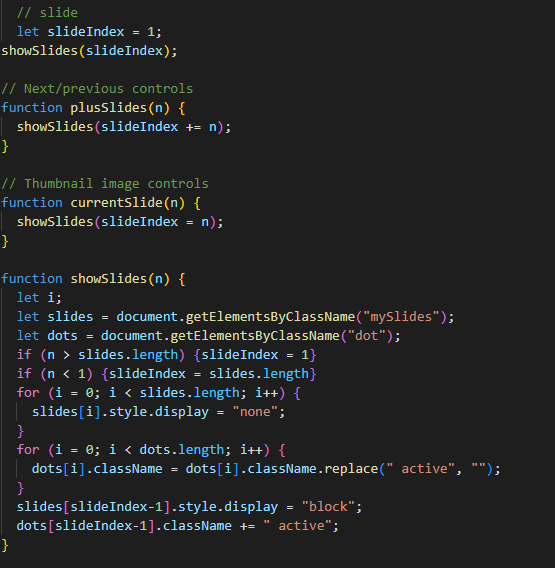 // slide
let slideIndex = 1;
showSlides(slideIndex);
// Next/previous controls
function plusSlides(n) {
showSlides(slideIndex += n);
}
// Thumbnail image controls
function currentSlide(n) {
showSlides(slideIndex = n);
}
function showSlides(n) {
let i;
let slides = document.getElementsByClassName("mySlides");
let dots = document.getElementsByClassName("dot");
if (n > slides.length) {slideIndex = 1}
if (n < 1) {slideIndex = slides.length}
for (i = 0; i < slides.length; i++) {
slides[i].style.display = "none";
}
for (i = 0; i < dots.length; i++) {
dots[i].className = dots[i].className.replace(" active", "");
}
slides[slideIndex-1].style.display = "block";
dots[slideIndex-1].className += " active";
}